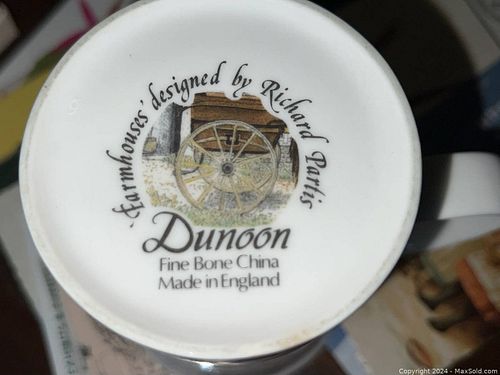 'Farmhouses' designed by Richard Partis
Dunoon
Fine Bone China
Made in England
Copyright 2024 - MaxSold.com